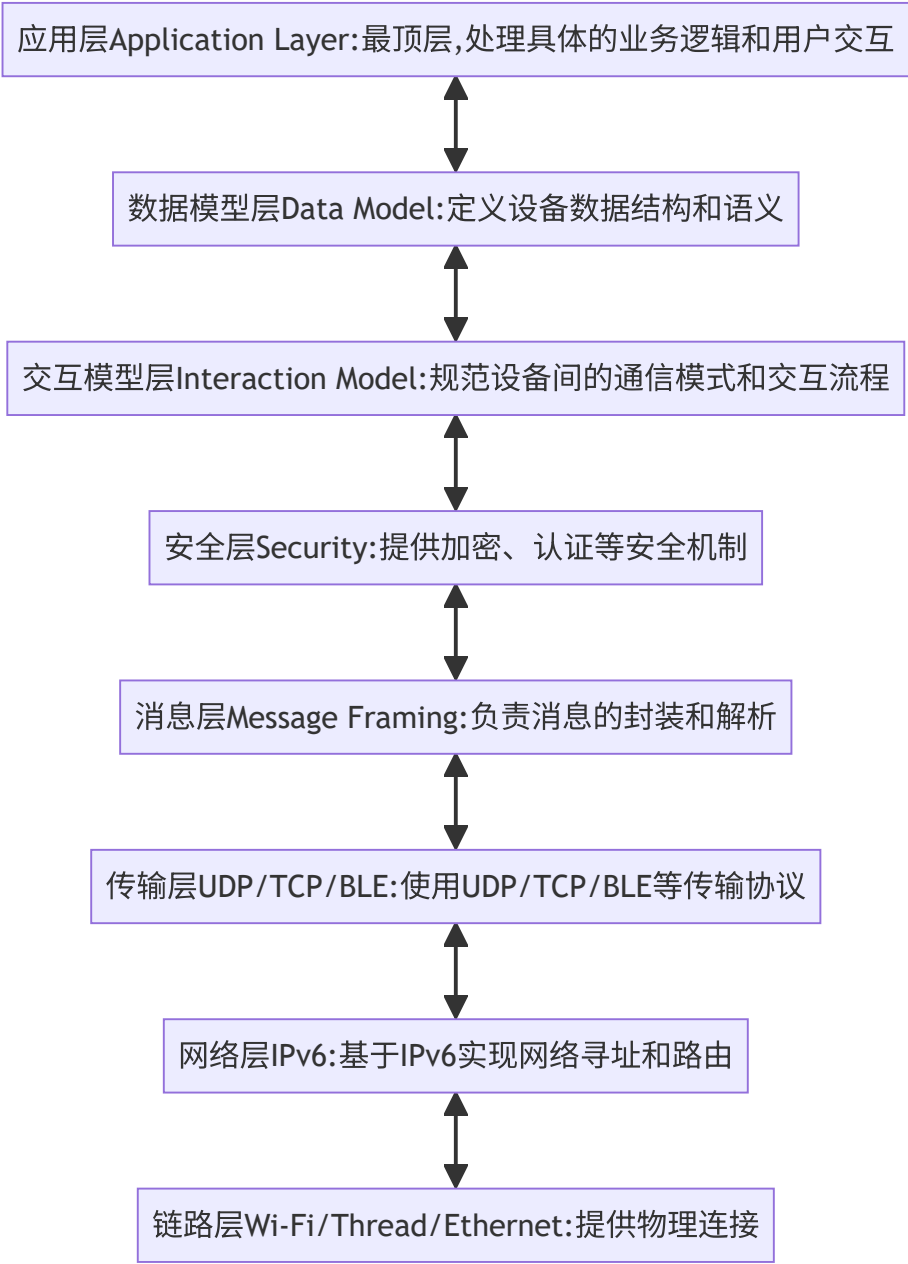 应用层Application Layer:最顶层,处理具体的业务逻辑和用户交互
数据模型层Data Model:定义设备数据结构和语义
交互模型层Interaction Model:规范设备间的通信模式和交互流程
安全层Security:提供加密、认证等安全机制
消息层Message Framing:负责消息的封装和解析
传输层UDP/TCP/BLE:使用UDP/TCP/BLE等传输协议
网络层IPv6:基于IPv6实现网络寻址和路由
链路层Wi-Fi/Thread/Ethernet:提供物理连接